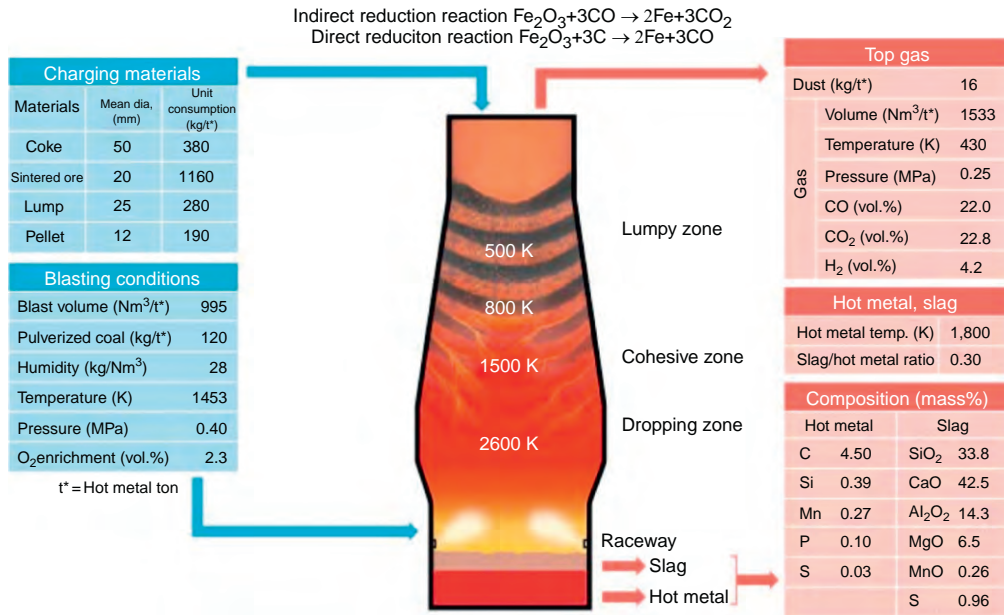 Indirect reduction reaction Fe₂O₃+3CO → 2Fe+3CO₂
Direct reduciton reaction Fe₂O₃+3C → 2Fe+3CO
Charging materials
Materials Mean dia, (mm) Unit consumption (kg/t*)
Coke 50 380
Sintered ore 20 1160
Lump 25 280
Pellet 12 190
Blasting conditions
Blast volume (Nm³/t*) 995
Pulverized coal (kg/t*) 120
Humidity (kg/Nm³) 28
Temperature (K) 1453
Pressure (MPa) 0.40
O₂enrichment (vol.%) 2.3
t* = Hot metal ton
500 K
800 K
1500 K
2600 K
Lumpy zone
Cohesive zone
Dropping zone
Raceway
Slag
Hot metal
Top gas
Dust (kg/t*) 16
Gas
Volume (Nm³/t*) 1533
Temperature (K) 430
Pressure (MPa) 0.25
CO (vol.%) 22.0
CO₂ (vol.%) 22.8
H₂ (vol.%) 4.2
Hot metal, slag
Hot metal temp. (K) 1,800
Slag/hot metal ratio 0.30
Composition (mass%)
Hot metal Slag
C 4.50 SiO₂ 33.8
Si 0.39 CaO 42.5
Mn 0.27 Al₂O₂ 14.3
P 0.10 MgO 6.5
S 0.03 MnO 0.26
S 0.96